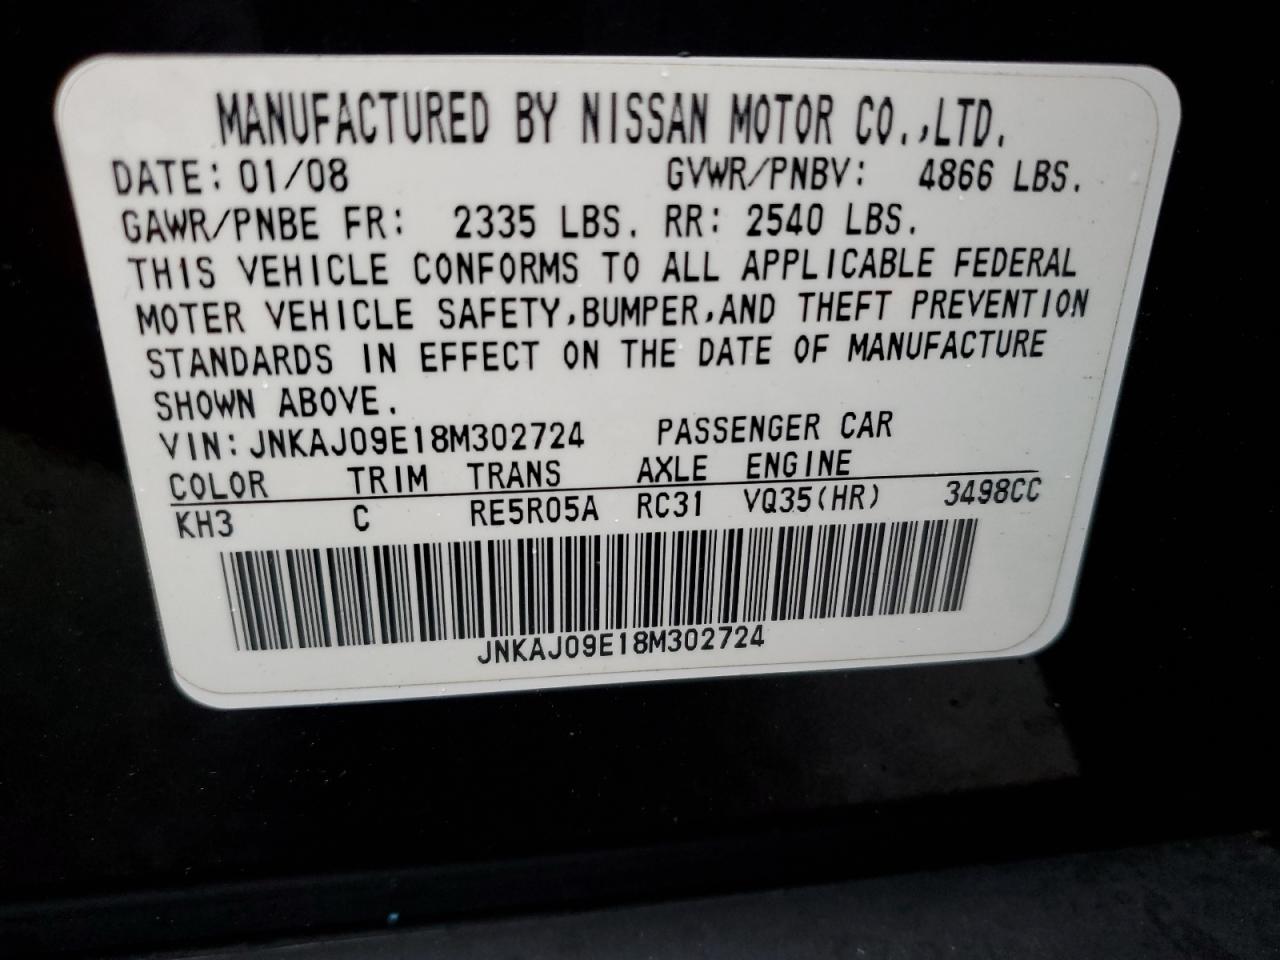 MANUFACTURED BY NISSAN MOTOR CO.,LTD.
DATE: 01/08 GVWR/PNBV: 4866 LBS.
GAWR/PNBE FR: 2335 LBS. RR: 2540 LBS.
THIS VEHICLE CONFORMS TO ALL APPLICABLE FEDERAL
MOTER VEHICLE SAFETY,BUMPER,AND THEFT PREVENTION
STANDARDS IN EFFECT ON THE DATE OF MANUFACTURE
SHOWN ABOVE.
VIN:JNKAJ09E18M302724 PASSENGER CAR
COLOR TRIM TRANS AXLE ENGINE
KH3 C RE5R05A RC31 VQ35(HR) 3498CC
JNKAJ09E18M302724